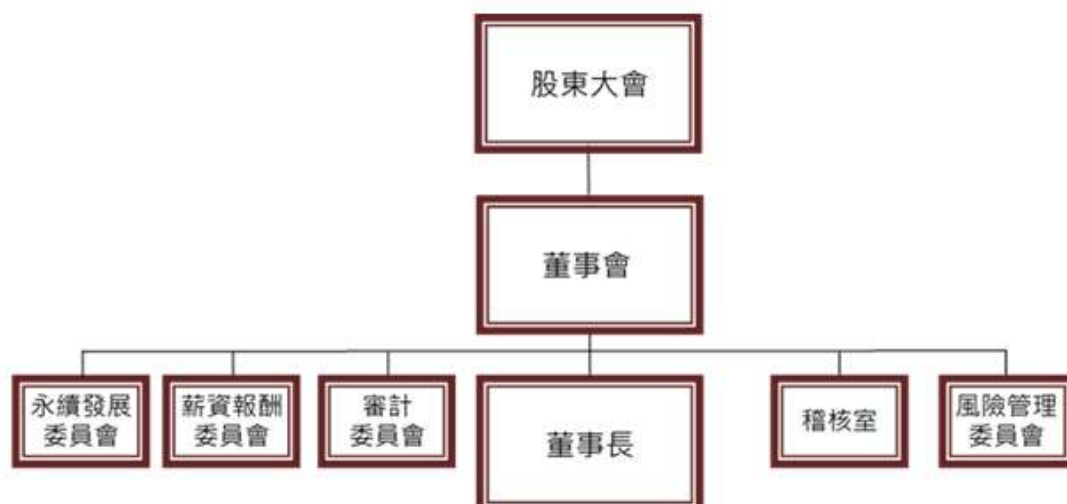 股東大會
董事會
永續發展
委員會
薪資報酬
委員會
審計
委員會
董事長
稽核室
風險管理
委員會